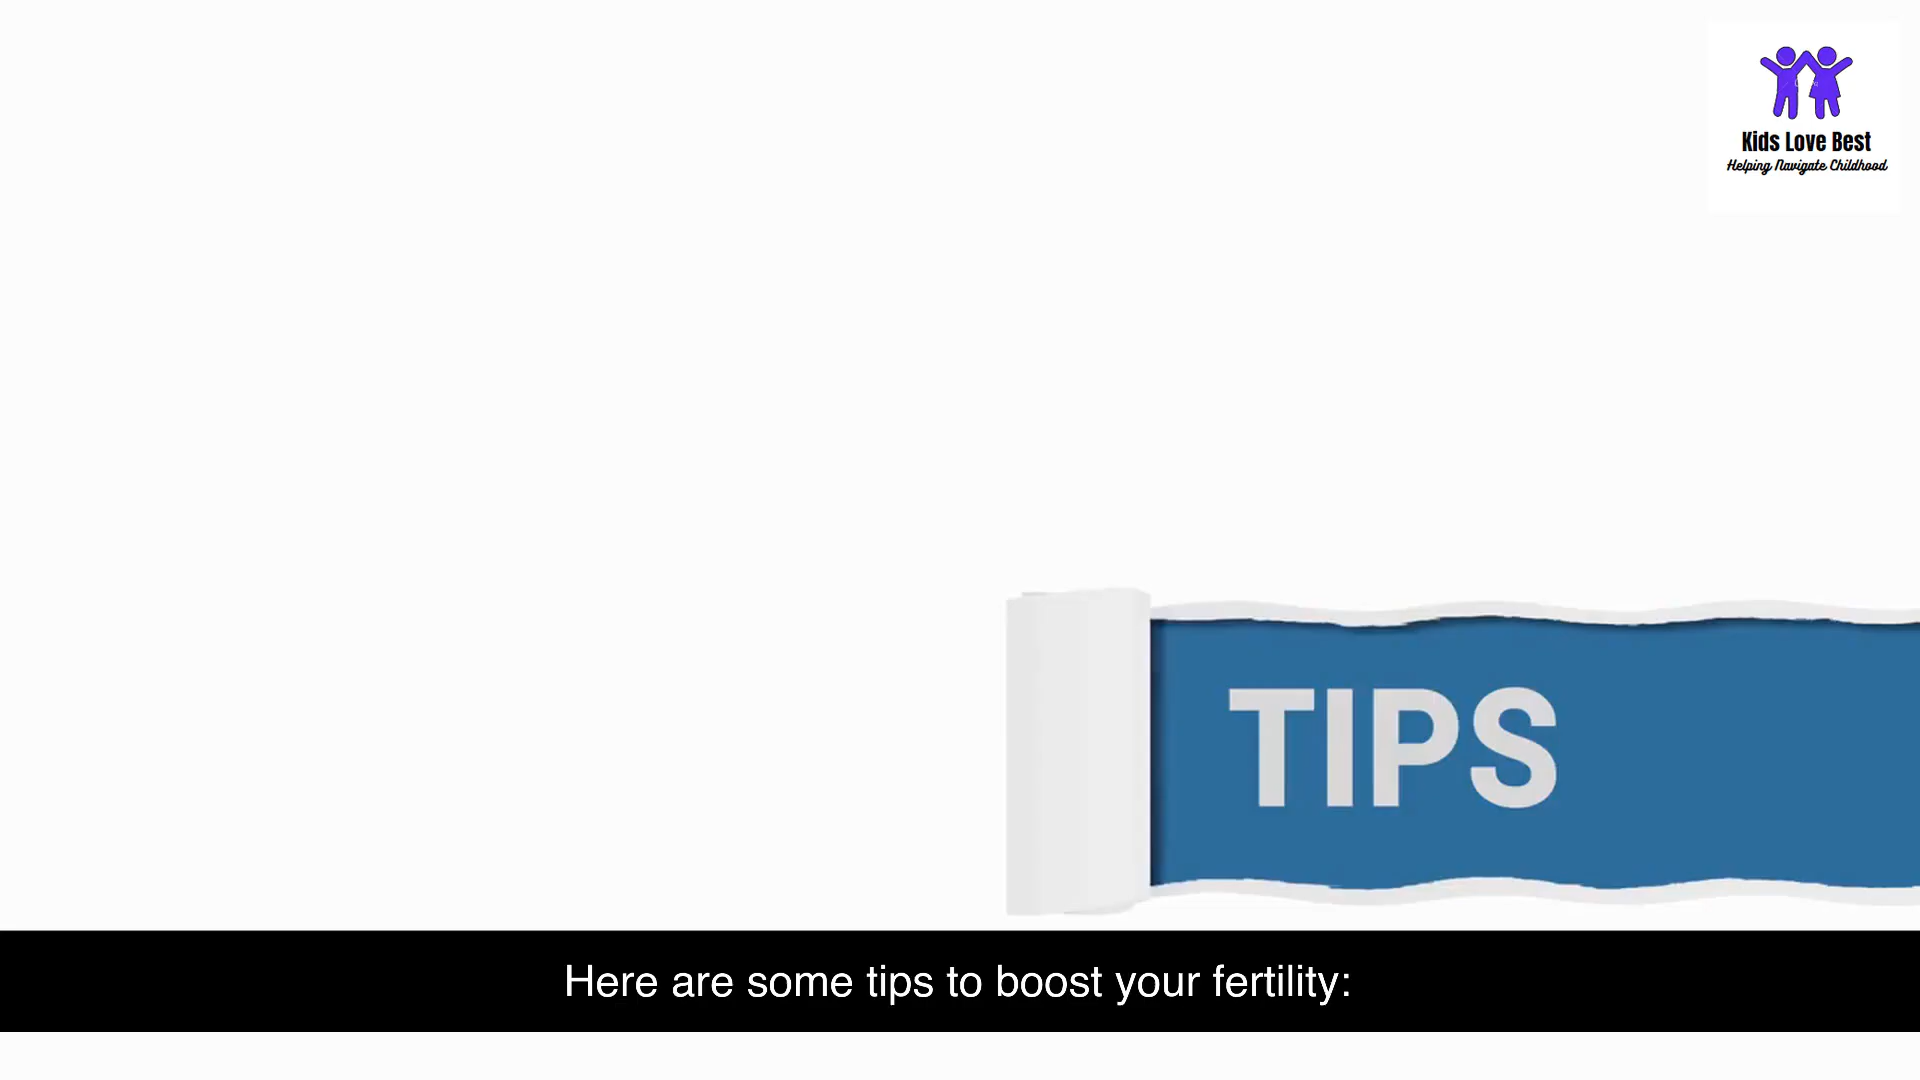 Kids Love Best
Helping Navigate Childhood
TIPS
Here are some tips to boost your fertility: